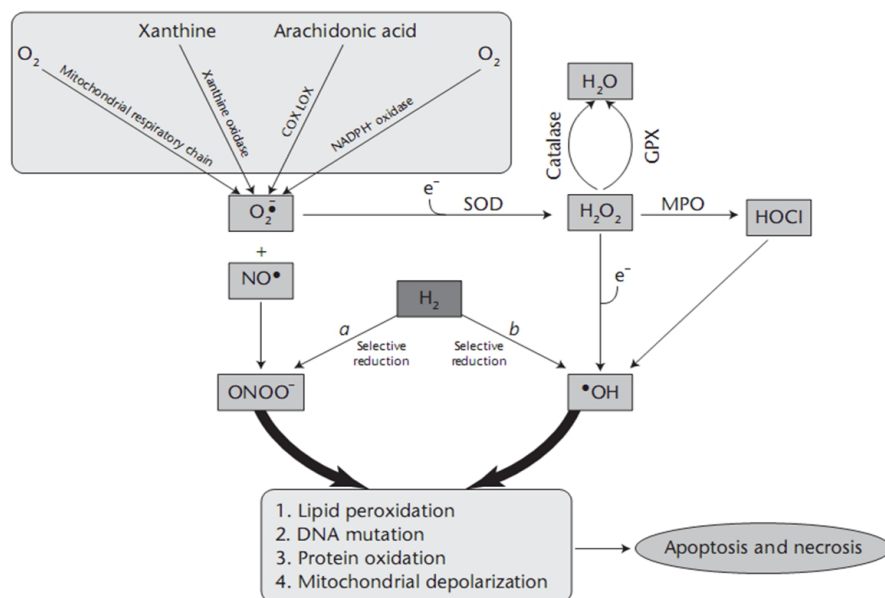 Xanthine
Arachidonic acid
O₂
O₂
Mitochondrial respiratory chain
Xanthine oxidase
COX LOX
NADPH⁺ oxidase
H₂O
Catalase
GPX
O₂•̄
e⁻
SOD
H₂O₂
MPO
HOCl
+
NO•
H₂
e⁻
a
b
Selective
reduction
Selective
reduction
ONOO⁻
•OH
1. Lipid peroxidation
2. DNA mutation
3. Protein oxidation
4. Mitochondrial depolarization
Apoptosis and necrosis